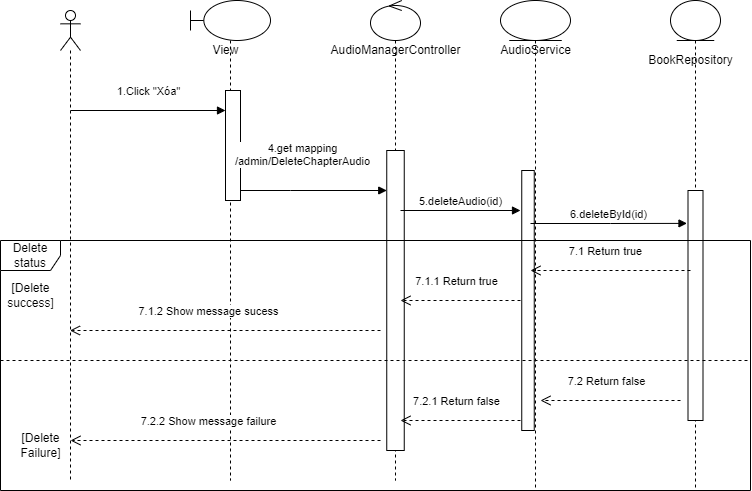 View
AudioManagerController
AudioService
BookRepository
1.Click "Xóa"
4.get mapping
/admin/DeleteChapterAudio
5.deleteAudio(id)
6.deleteById(id)
Delete
status
7.1 Return true
[Delete
success]
7.1.1 Return true
7.1.2 Show message sucess
7.2 Return false
7.2.1 Return false
7.2.2 Show message failure
[Delete
Failure]